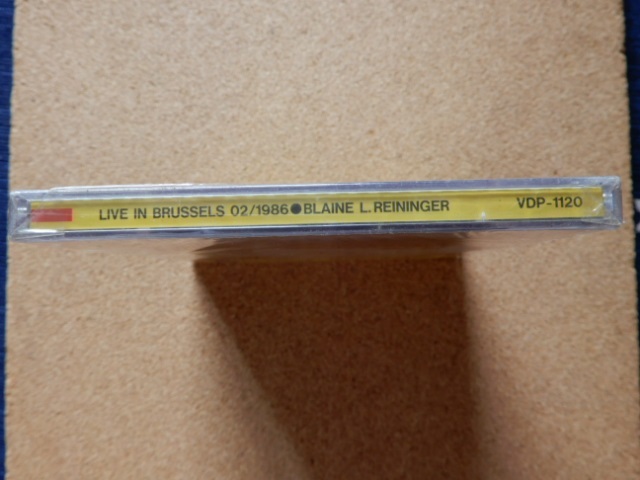 LIVE IN BRUSSELS 02/1986●BLAINE L. REININGER VDP-1120